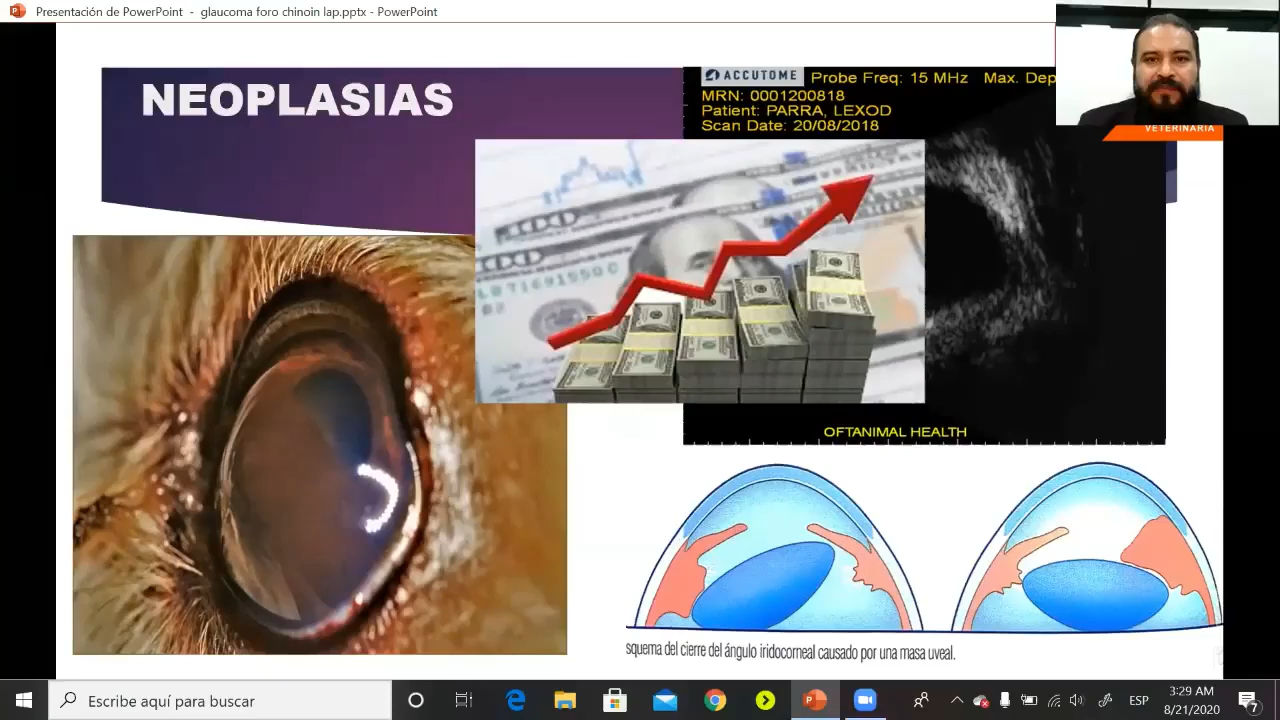 Presentación de PowerPoint - glaucoma foro chinoin lap.pptx - PowerPoint
NEOPLASIAS
ACCUTOME
Probe Freq: 15 MHz Max. Dep
MRN: 0001200818
Patient: PARRA, LEXOD
Scan Date: 20/08/2018
VETERINARIA
OFTANIMAL HEALTH
squema del cierre del ángulo iridocorneal causado por una masa uveal.
Escribe aquí para buscar
ESP
3:29 AM
8/21/2020
7